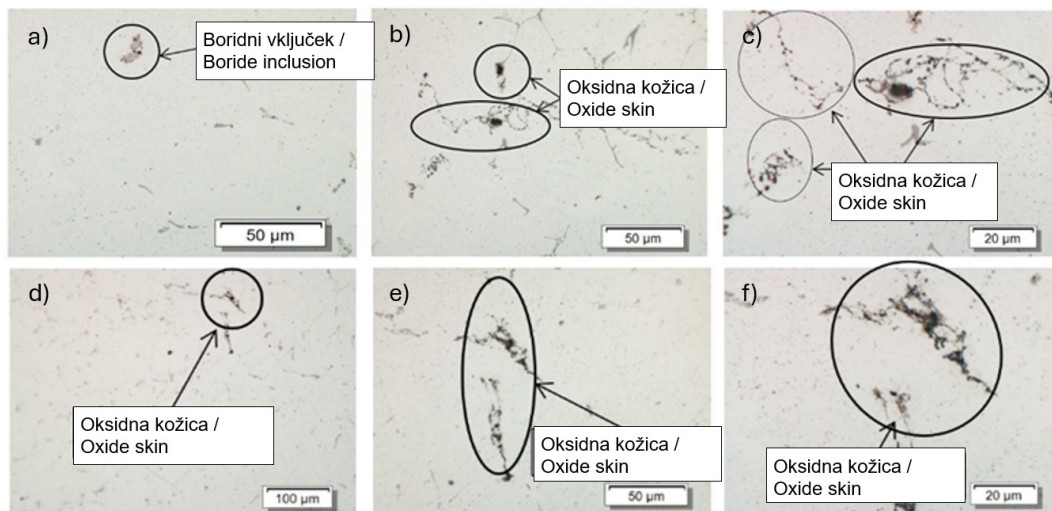 a)
Boridni vključek /
Boride inclusion
50 µm
b)
Oksidna kožica /
Oxide skin
50 µm
c)
Oksidna kožica /
Oxide skin
20 µm
d)
Oksidna kožica /
Oxide skin
100 µm
e)
Oksidna kožica /
Oxide skin
50 µm
f)
Oksidna kožica /
Oxide skin
20 µm